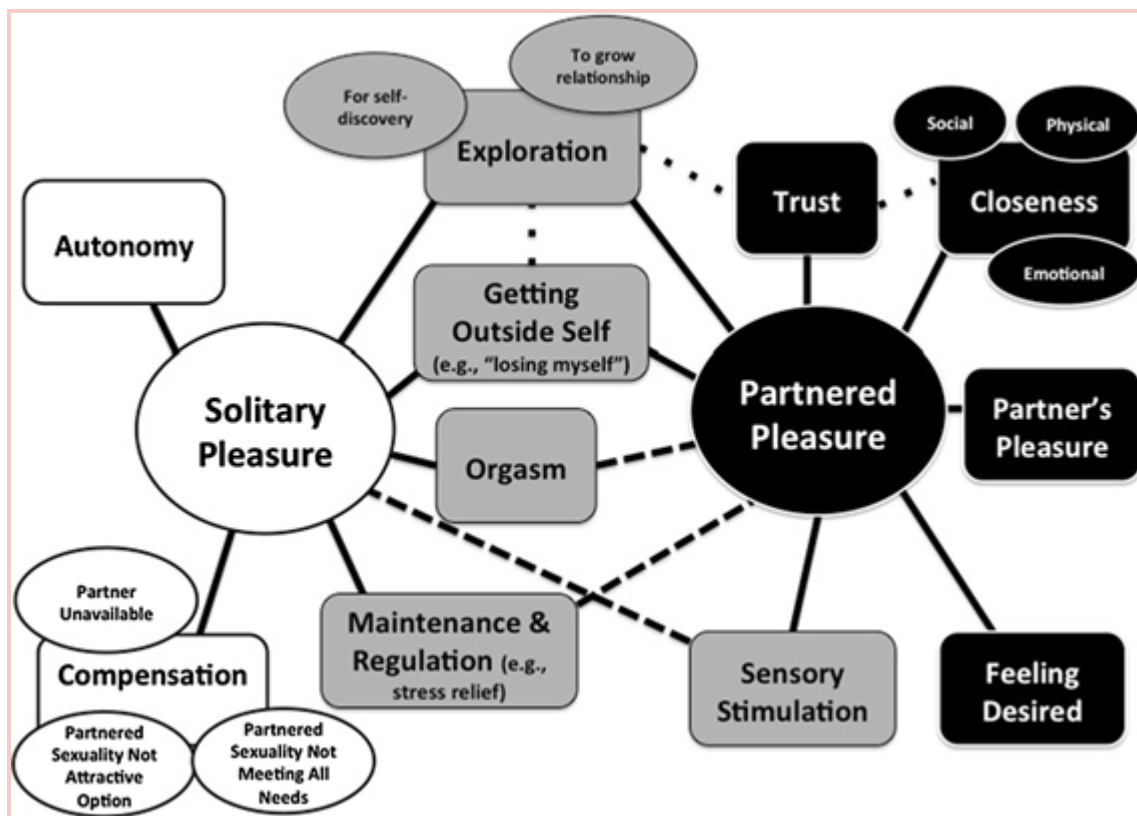 To grow
relationship
For self-
discovery
Exploration
Social
Physical
Trust
Closeness
Emotional
Autonomy
Getting
Outside Self
(e.g., “losing myself”)
Solitary
Pleasure
Partnered
Pleasure
Partner’s
Pleasure
Orgasm
Partner
Unavailable
Compensation
Partnered
Sexuality Not
Attractive
Option
Partnered
Sexuality Not
Meeting All
Needs
Maintenance &
Regulation (e.g.,
stress relief)
Sensory
Stimulation
Feeling
Desired